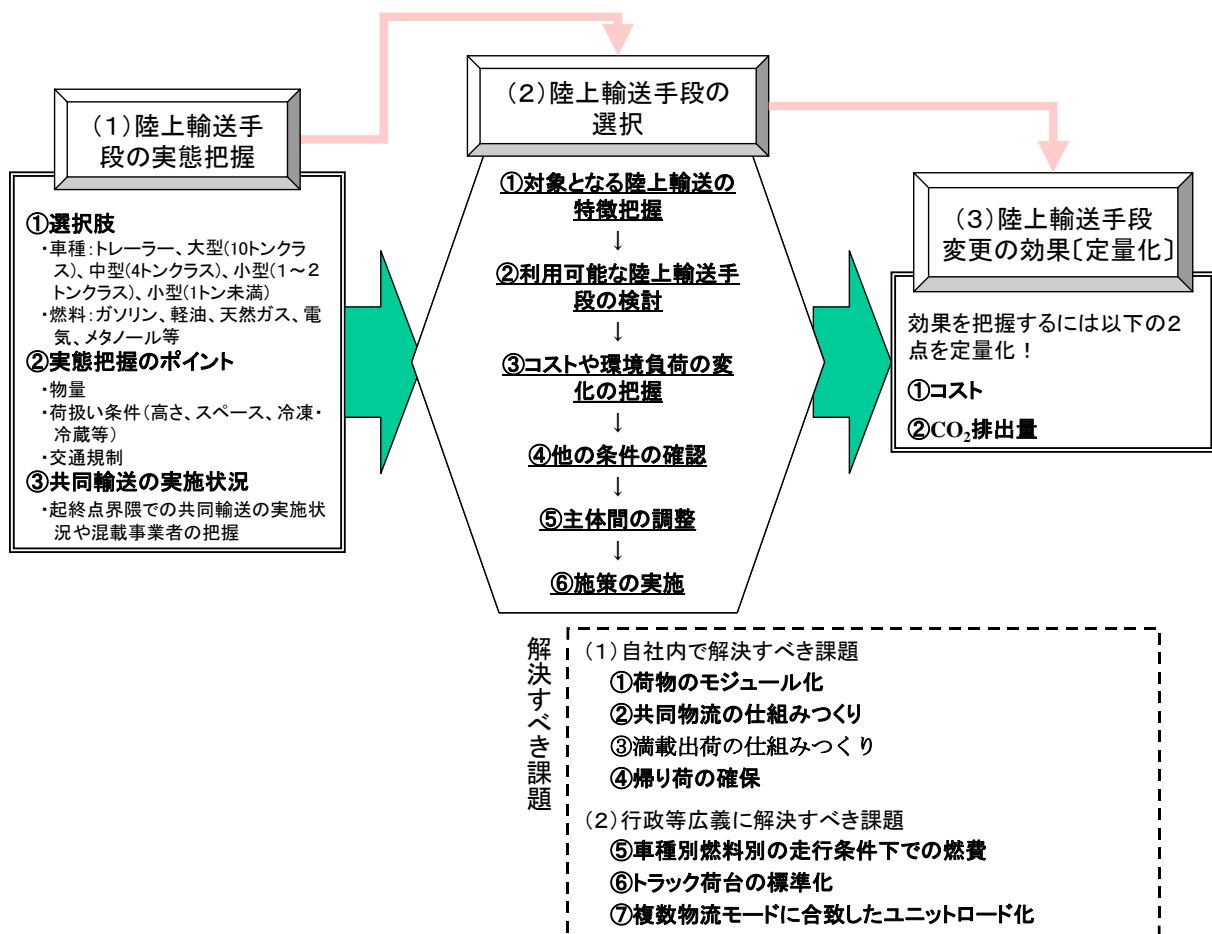 (1)陸上輸送手
段の実態把握
①選択肢
・車種:トレーラー、大型(10トンクラ
ス)、中型(4トンクラス)、小型(1~2
トンクラス)、小型(1トン未満)
・燃料:ガソリン、軽油、天然ガス、電
気、メタノール等
②実態把握のポイント
・物量
・荷扱い条件(高さ、スペース、冷凍・
冷蔵等)
・交通規制
③共同輸送の実施状況
・起終点界隈での共同輸送の実施状
況や混載事業者の把握
(2)陸上輸送手段の
選択
①対象となる陸上輸送の
特徴把握
↓
②利用可能な陸上輸送手
段の検討
↓
③コストや環境負荷の変
化の把握
↓
④他の条件の確認
↓
⑤主体間の調整
↓
⑥施策の実施
(3)陸上輸送手段
変更の効果〔定量化〕
効果を把握するには以下の2
点を定量化!
①コスト
②CO₂排出量
解決すべき課題
(1)自社内で解決すべき課題
①荷物のモジュール化
②共同物流の仕組みつくり
③満載出荷の仕組みつくり
④帰り荷の確保
(2)行政等広義に解決すべき課題
⑤車種別燃料別の走行条件下での燃費
⑥トラック荷台の標準化
⑦複数物流モードに合致したユニットロード化